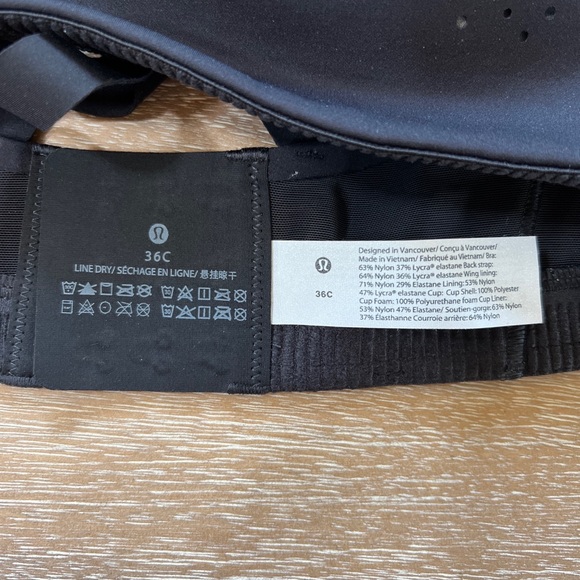 36C
LINE DRY/ SÉCHAGE EN LIGNE/ 悬挂晾干
36C
Designed in Vancouver/ Conçu à Vancouver/
Made in Vietnam/ Fabriqué au Vietnam/ Bra:
63% Nylon 37% Lycra® elastane Back strap:
64% Nylon 36% Lycra® elastane Wing lining:
71% Nylon 29% Elastane Lining: 53% Nylon
47% Lycra® elastane Cup: Cup Shell: 100% Polyester
Cup Foam: 100% Polyurethane foam Cup Liner:
53% Nylon 47% Elastane/ Soutien-gorge: 63% Nylon
37% Élasthanne Courroie arrière: 64% Nylon